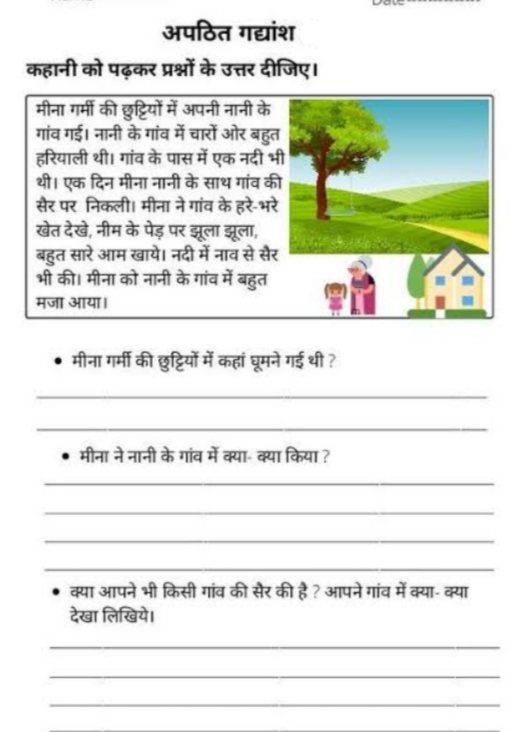 अपठित गद्यांश
कहानी को पढ़कर प्रश्नों के उत्तर दीजिए।
मीना गर्मी की छुट्टियों में अपनी नानी के
गांव गई। नानी के गांव में चारों ओर बहुत
हरियाली थी। गांव के पास में एक नदी भी
थी। एक दिन मीना नानी के साथ गांव की
सैर पर निकली। मीना ने गांव के हरे-भरे
खेत देखे, नीम के पेड़ पर झूला झूला,
बहुत सारे आम खाये। नदी में नाव से सैर
भी की। मीना को नानी के गांव में बहुत
मजा आया।
• मीना गर्मी की छुट्टियों में कहां घूमने गई थी ?
• मीना ने नानी के गांव में क्या- क्या किया ?
• क्या आपने भी किसी गांव की सैर की है ? आपने गांव में क्या- क्या
देखा लिखिये।